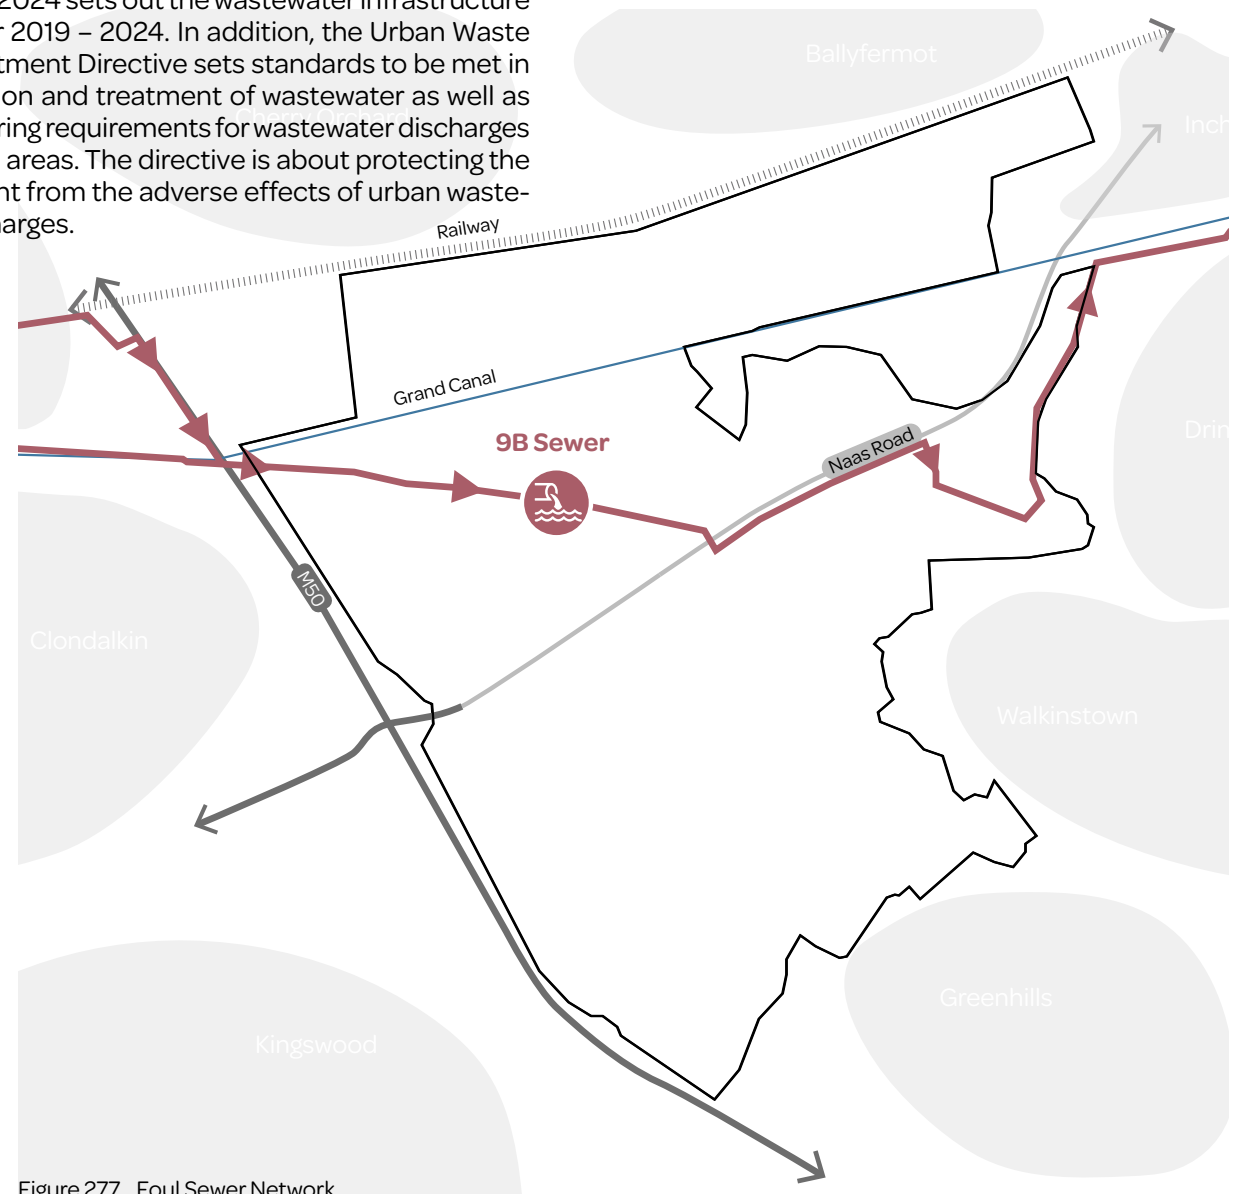 2024 sets out the wastewater infrastructure
2019 – 2024. In addition, the Urban Waste
tment Directive sets standards to be met in
on and treatment of wastewater as well as
ring requirements for wastewater discharges
areas. The directive is about protecting the
nt from the adverse effects of urban waste-
arges.
Ballyfermot
Cherry Orchard
Inch
Railway
Grand Canal
9B Sewer
Naas Road
Drin
M50
Clondalkin
Walkinstown
Greenhills
Kingswood
Figure 277 Foul Sewer Network